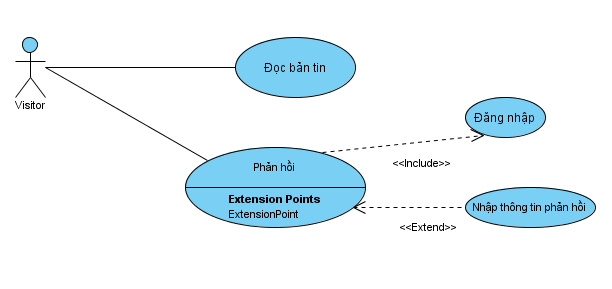 Đọc bản tin
Visitor
Đăng nhập
<<Include>>
Phản hồi
Extension Points
ExtensionPoint
Nhập thông tin phản hồi
<<Extend>>